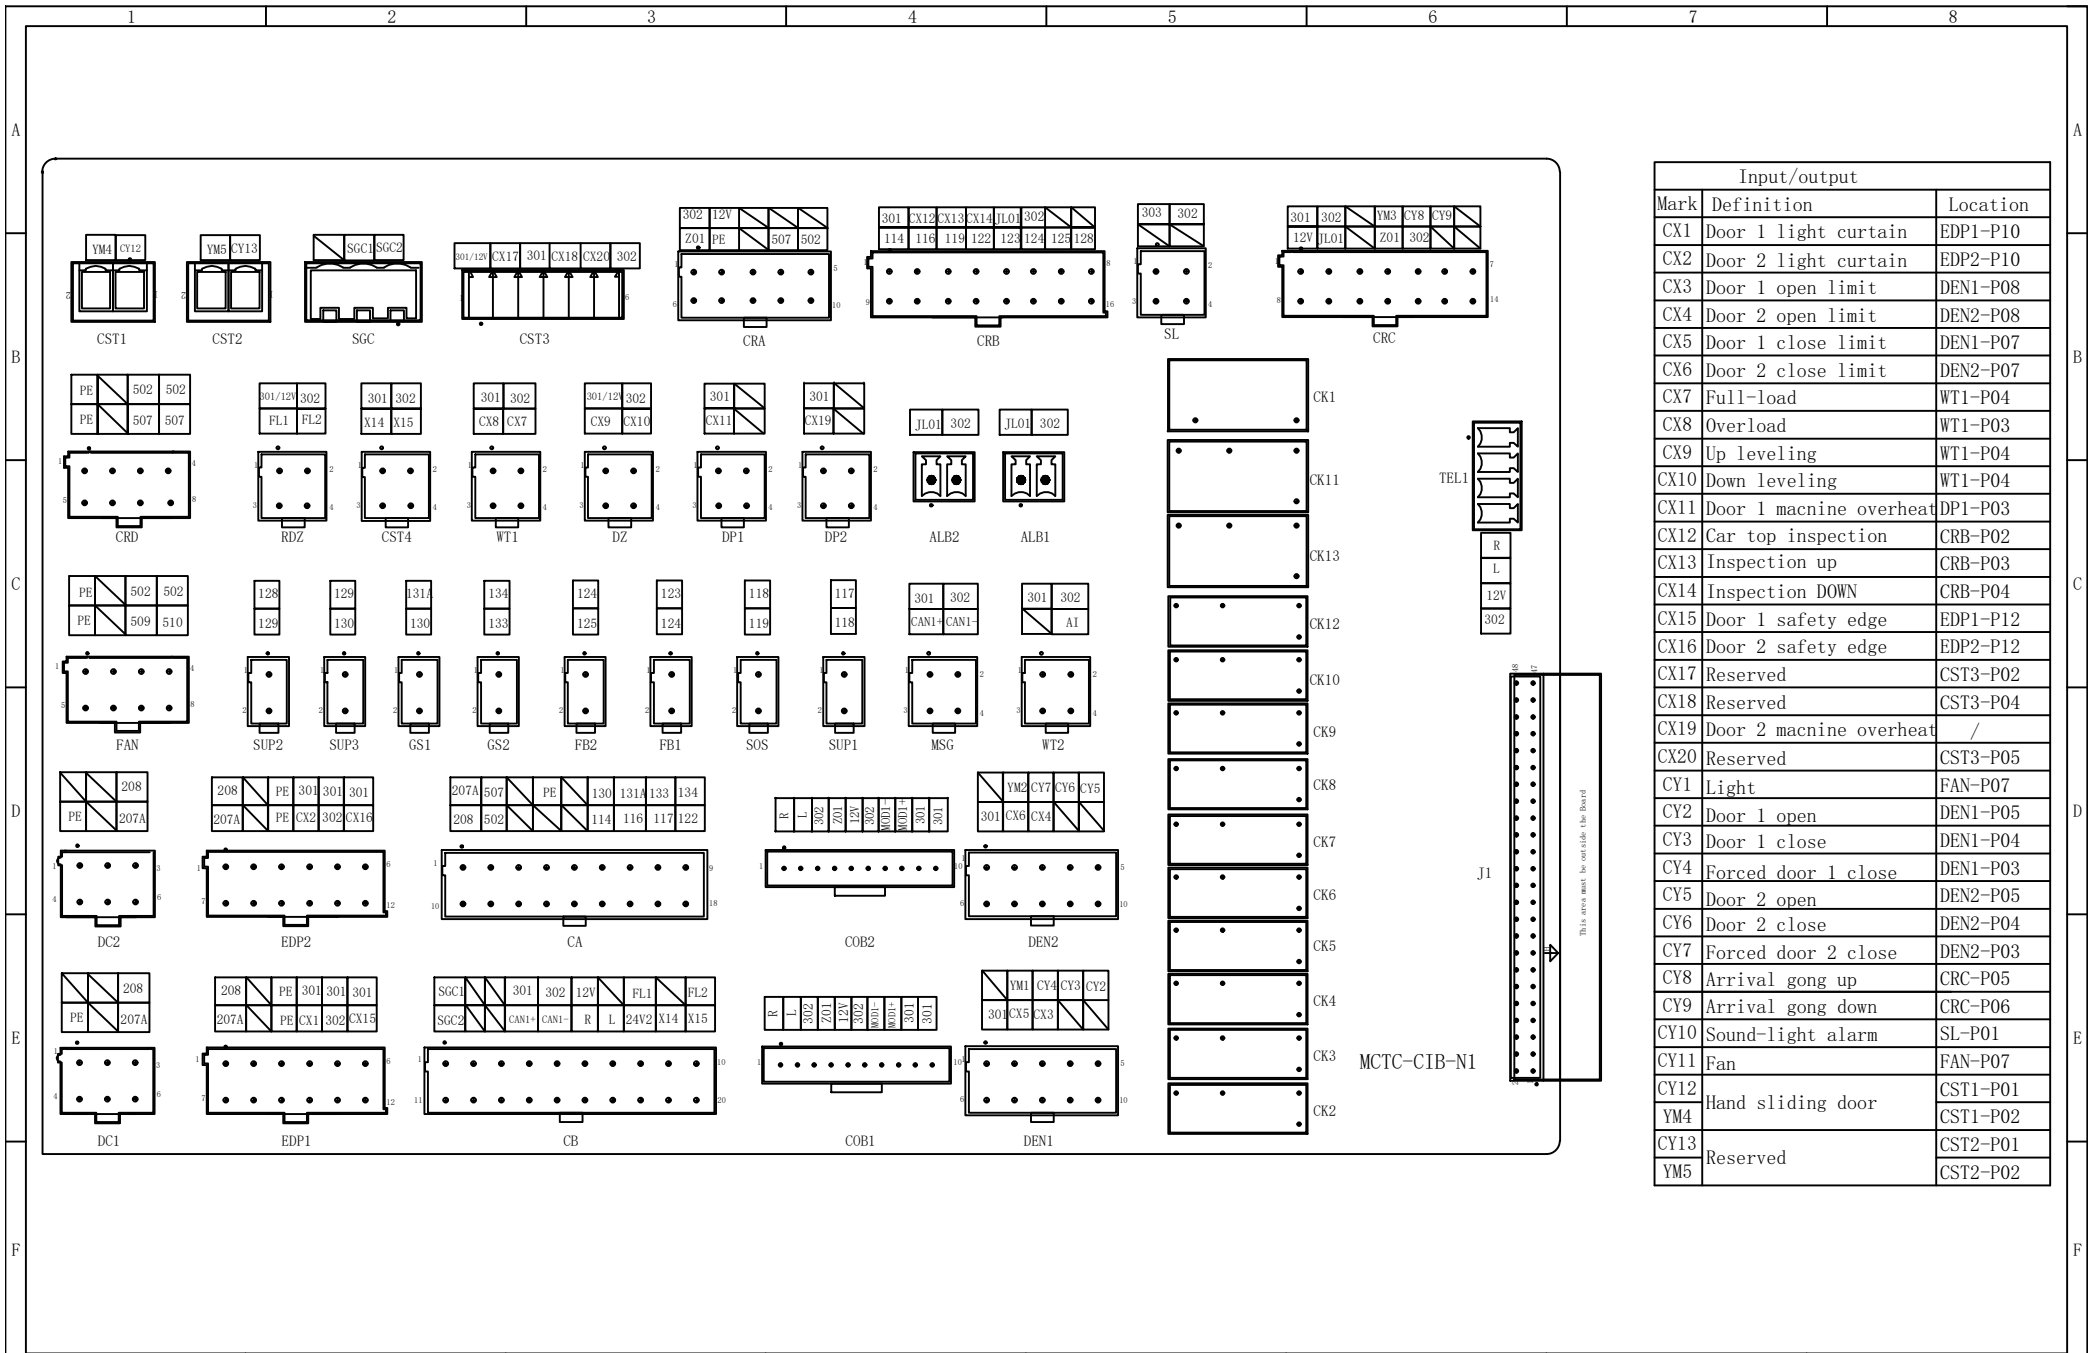 1 2 3 4 5 6 7 8
A A
B B
C C
D D
E E
F F
YM4 CY12
CST1
YM5 CY13
CST2
SGC1 SGC2
SGC
301/12V CX17 301 CX18 CX20 302
CST3
302 12V
Z01 PE 507 502
CRA
301 CX12 CX13 CX14 JL01 302
114 116 119 122 123 124 125 128
CRB
303 302
SL
301 302 YM3 CY8 CY9
12V JL01 Z01 302
CRC
PE 502 502
PE 507 507
CRD
301/12V 302
FL1 FL2
RDZ
301 302
X14 X15
CST4
301 302
CX8 CX7
WT1
301/12V 302
CX9 CX10
DZ
301
CX11
DP1
301
CX19
DP2
JL01 302
ALB2
JL01 302
ALB1
PE 502 502
PE 509 510
FAN
128
129
SUP2
129
130
SUP3
131A
130
GS1
134
133
GS2
124
125
FB2
123
124
FB1
118
119
SOS
117
118
SUP1
301 302
CAN1+ CAN1-
MSG
301 302
AI
WT2
208
PE 207A
DC2
208 PE 301 301 301
207A PE CX2 302 CX16
EDP2
207A 507 PE 130 131A 133 134
208 502 114 116 117 122
CA
R L 302 Z01 12V 302 MOD1- MOD1+ 301 301
COB2
YM2 CY7 CY6 CY5
301 CX6 CX4
DEN2
208
PE 207A
DC1
208 PE 301 301 301
207A PE CX1 302 CX15
EDP1
SGC1 301 302 12V FL1 FL2
SGC2 CAN1+ CAN1- R L 24V2 X14 X15
CB
R L 302 Z01 12V 302 MOD1- MOD1+ 301 301
COB1
YM1 CY4 CY3 CY2
301 CX5 CX3
DEN1
CK1
CK11
CK13
CK12
CK10
CK9
CK8
CK7
CK6
CK5
CK4
CK3
CK2
TEL1
R
L
12V
302
J1
This area must be outside the Board
MCTC-CIB-N1
Input/output
Mark Definition Location
CX1 Door 1 light curtain EDP1-P10
CX2 Door 2 light curtain EDP2-P10
CX3 Door 1 open limit DEN1-P08
CX4 Door 2 open limit DEN2-P08
CX5 Door 1 close limit DEN1-P07
CX6 Door 2 close limit DEN2-P07
CX7 Full-load WT1-P04
CX8 Overload WT1-P03
CX9 Up leveling WT1-P04
CX10 Down leveling WT1-P04
CX11 Door 1 macnine overheat DP1-P03
CX12 Car top inspection CRB-P02
CX13 Inspection up CRB-P03
CX14 Inspection DOWN CRB-P04
CX15 Door 1 safety edge EDP1-P12
CX16 Door 2 safety edge EDP2-P12
CX17 Reserved CST3-P02
CX18 Reserved CST3-P04
CX19 Door 2 macnine overheat /
CX20 Reserved CST3-P05
CY1 Light FAN-P07
CY2 Door 1 open DEN1-P05
CY3 Door 1 close DEN1-P04
CY4 Forced door 1 close DEN1-P03
CY5 Door 2 open DEN2-P05
CY6 Door 2 close DEN2-P04
CY7 Forced door 2 close DEN2-P03
CY8 Arrival gong up CRC-P05
CY9 Arrival gong down CRC-P06
CY10 Sound-light alarm SL-P01
CY11 Fan FAN-P07
CY12 Hand sliding door CST1-P01
YM4 CST1-P02
CY13 Reserved CST2-P01
YM5 CST2-P02